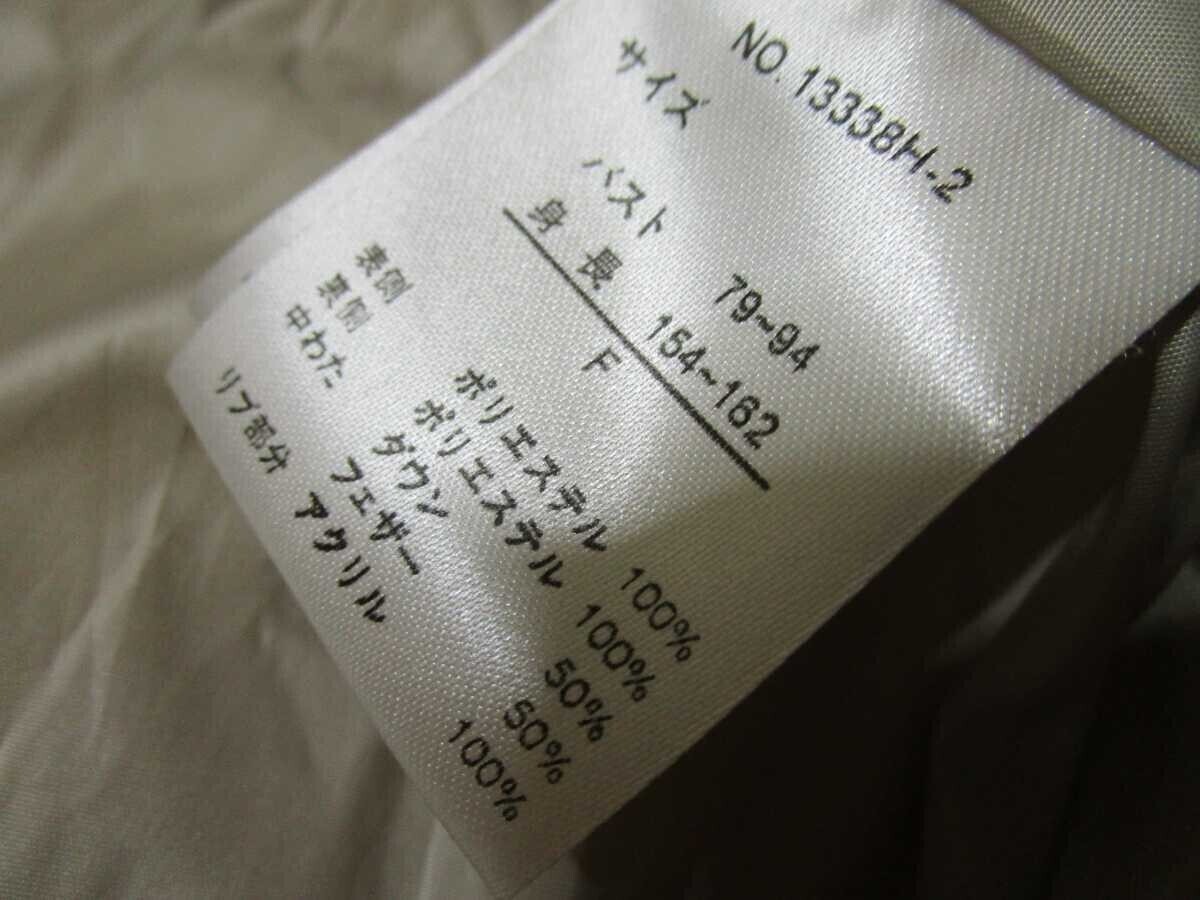 NO. 13338H-2
サイズ
バスト 79~94
身長 154~162
F
表側 ポリエステル 100%
裏側 ポリエステル 100%
中わた ダウン 50%
フェザー 50%
リブ部分 アクリル 100%